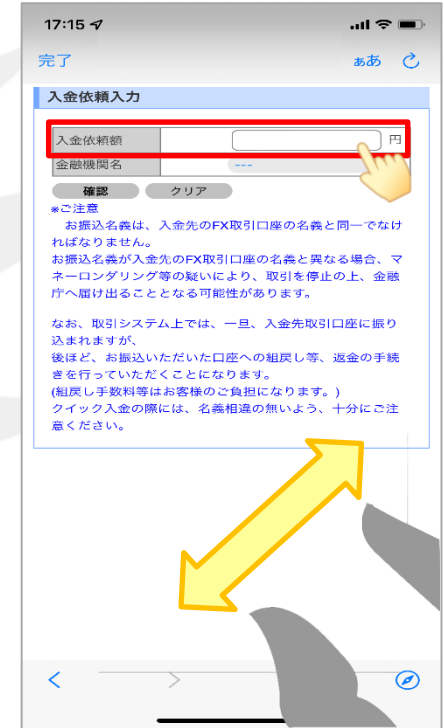 17:15
完了 ぁあ
入金依頼入力
入金依頼額 円
金融機関名 ---
確認 クリア
*ご注意
お振込名義は、入金先のFX取引口座の名義と同一でなけ
ればなりません。
お振込名義が入金先のFX取引口座の名義と異なる場合、マ
ネーロンダリング等の疑いにより、取引を停止の上、金融
庁へ届け出ることとなる可能性があります。
なお、取引システム上では、一旦、入金先取引口座に振り
込まれますが、
後ほど、お振込いただいた口座への組戻し等、返金の手続
きを行っていただくことになります。
(組戻し手数料等はお客様のご負担になります。)
クイック入金の際には、名義相違の無いよう、十分にご注
意ください。